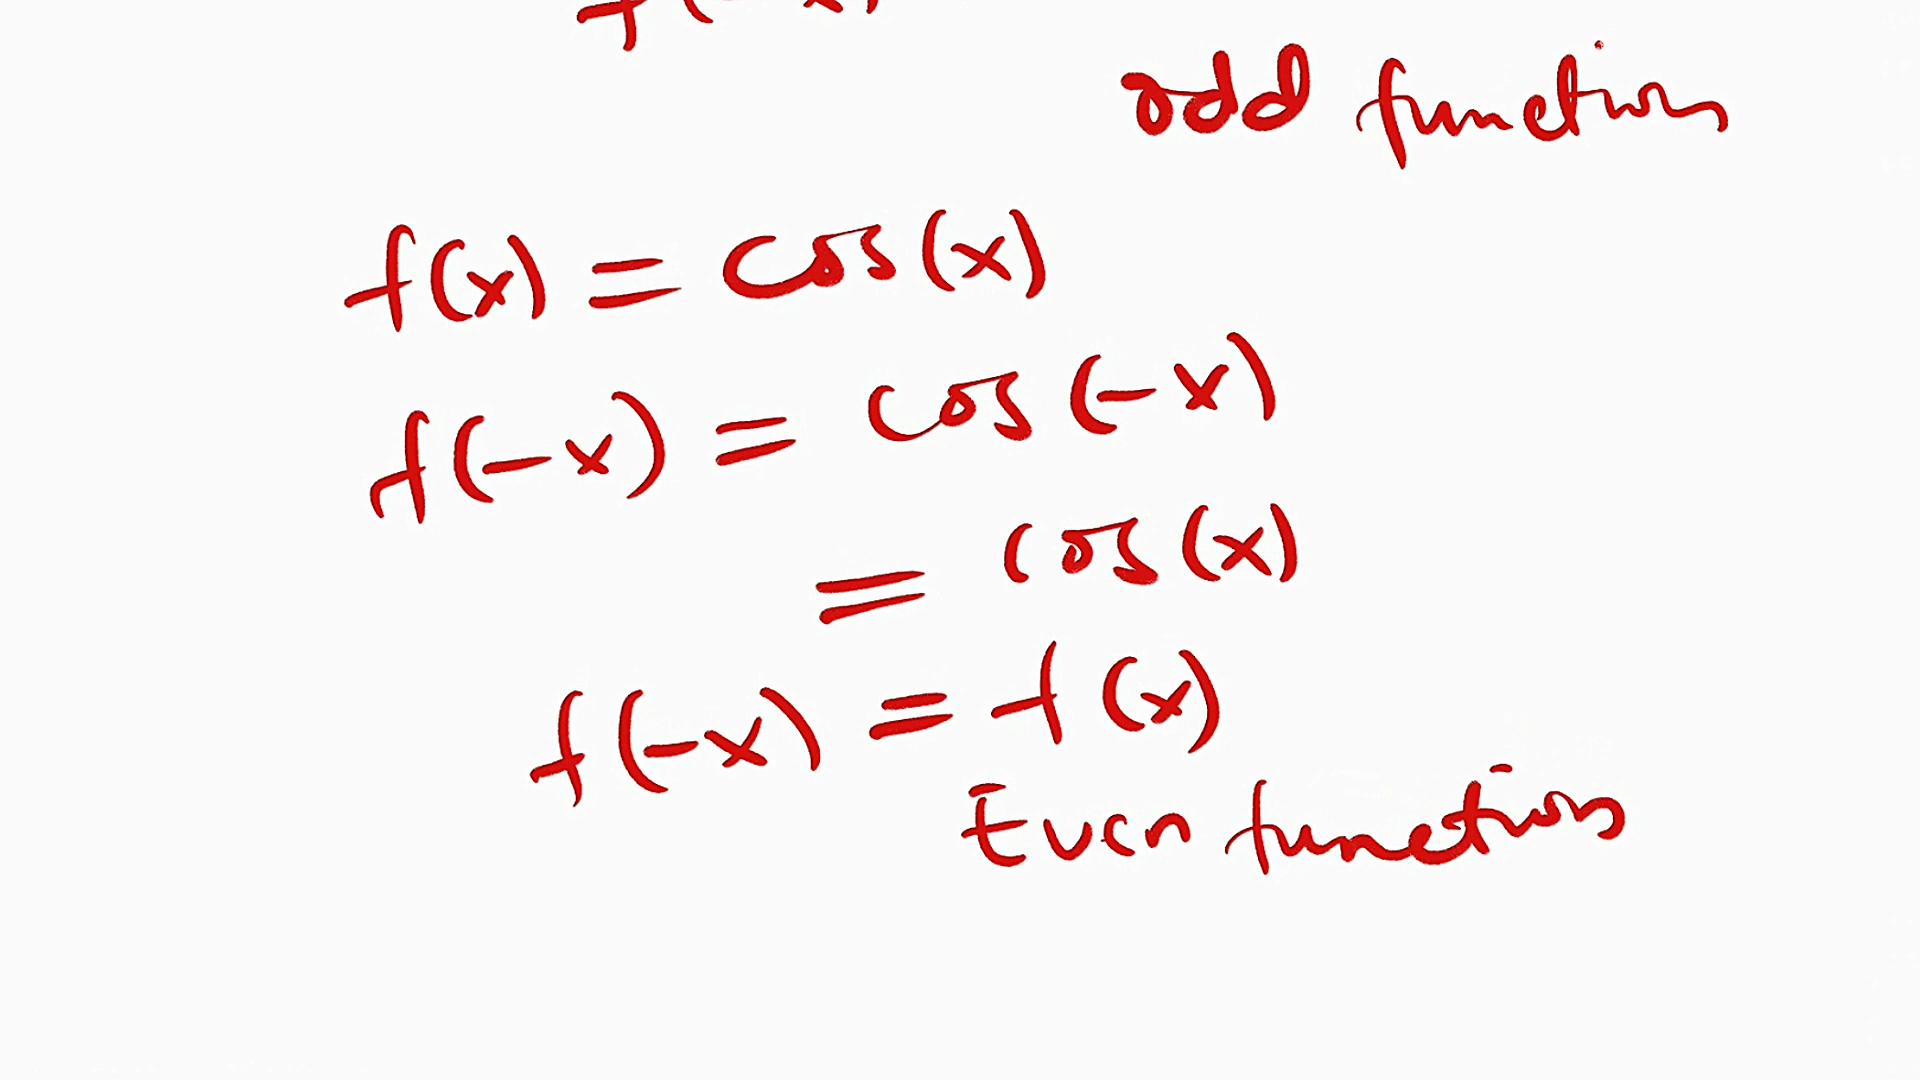 odd function
f(x) = cos(x)
f(-x) = cos(-x)
= cos(x)
f(-x) = f(x)
Even function